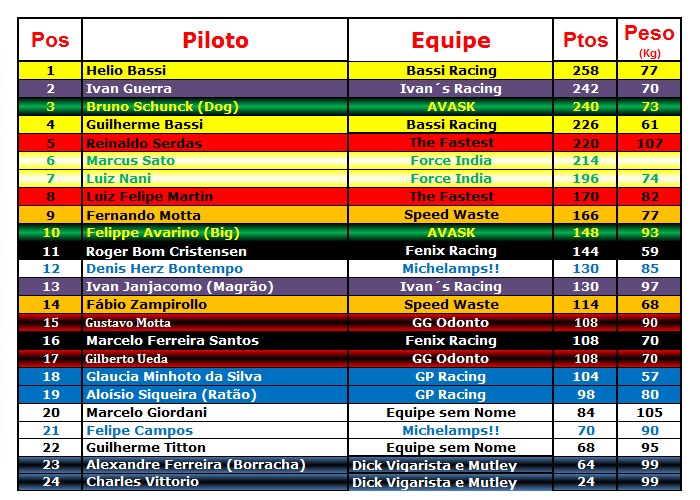 Pos Piloto Equipe Ptos Peso (Kg)
1 Helio Bassi Bassi Racing 258 77
2 Ivan Guerra Ivan´s Racing 242 70
3 Bruno Schunck (Dog) AVASK 240 73
4 Guilherme Bassi Bassi Racing 226 61
5 Reinaldo Serdas The Fastest 220 107
6 Marcus Sato Force India 214
7 Luiz Nani Force India 196 74
8 Luiz Felipe Martin The Fastest 170 82
9 Fernando Motta Speed Waste 166 77
10 Felippe Avarino (Big) AVASK 148 93
11 Roger Bom Cristensen Fenix Racing 144 59
12 Denis Herz Bontempo Michelamps!! 130 85
13 Ivan Janjacomo (Magrão) Ivan´s Racing 130 97
14 Fábio Zampirollo Speed Waste 114 68
15 Gustavo Motta GG Odonto 108 90
16 Marcelo Ferreira Santos Fenix Racing 108 70
17 Gilberto Ueda GG Odonto 108 70
18 Glaucia Minhoto da Silva GP Racing 104 57
19 Aloísio Siqueira (Ratão) GP Racing 98 80
20 Marcelo Giordani Equipe sem Nome 84 105
21 Felipe Campos Michelamps!! 70 90
22 Guilherme Titton Equipe sem Nome 68 95
23 Alexandre Ferreira (Borracha) Dick Vigarista e Mutley 64 99
24 Charles Vittorio Dick Vigarista e Mutley 24 99